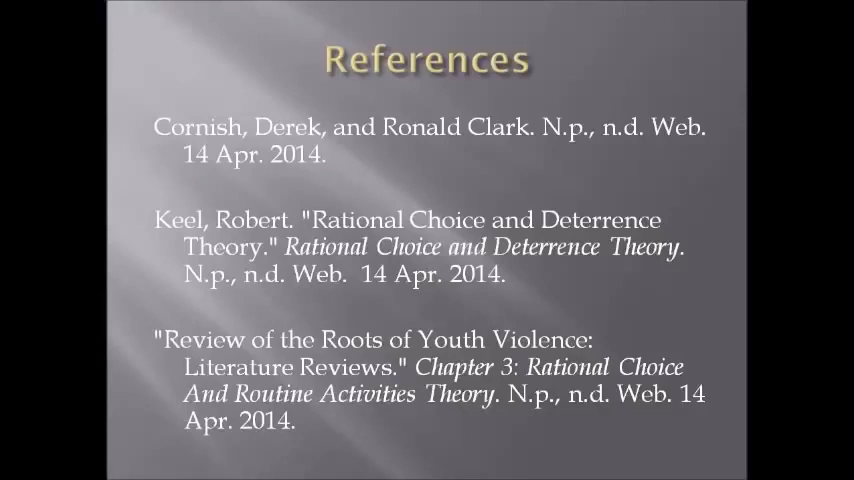 References
Cornish, Derek, and Ronald Clark. N.p., n.d. Web.
14 Apr. 2014.
Keel, Robert. "Rational Choice and Deterrence
Theory." Rational Choice and Deterrence Theory.
N.p., n.d. Web. 14 Apr. 2014.
"Review of the Roots of Youth Violence:
Literature Reviews." Chapter 3: Rational Choice
And Routine Activities Theory. N.p., n.d. Web. 14
Apr. 2014.